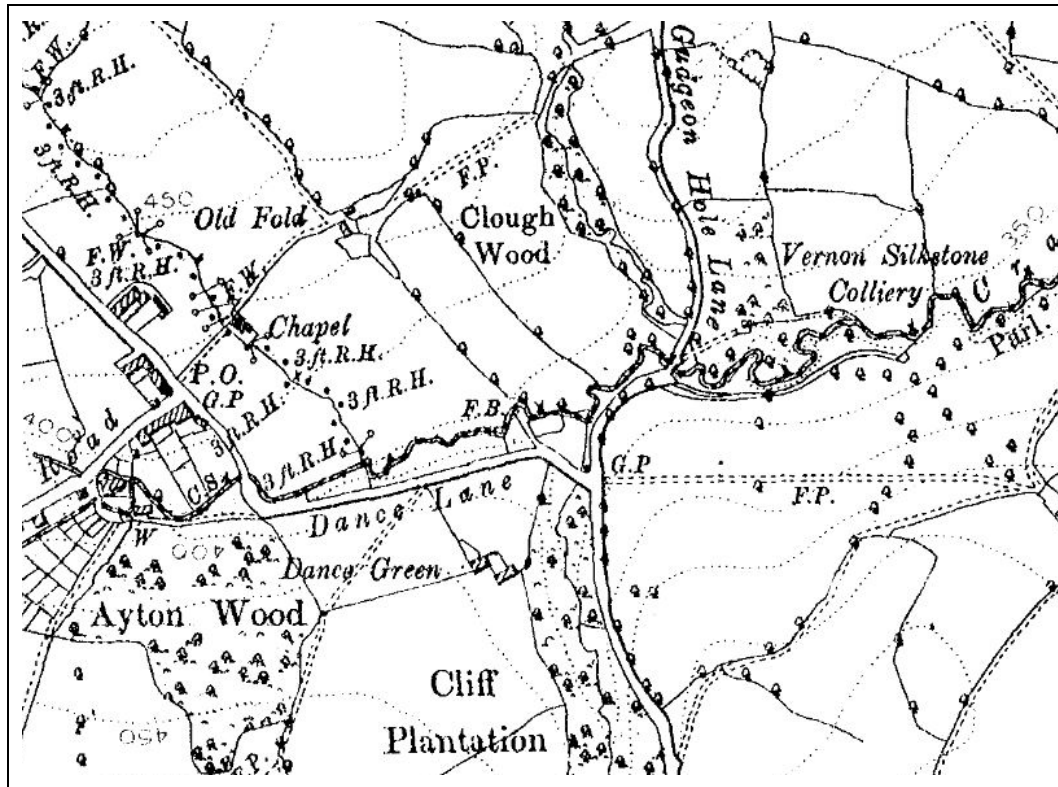 F.W.
3 ft. R.H.
3 ft. R.H.
450
Old Fold
F.P.
Clough
Wood
Gudgeon Hole Lane
F.W.
3 ft. R.H.
F.W.
Vernon Silkstone
Colliery
350
C
Parl.
Chapel
3 ft. R.H.
P.O.
G.P
3 ft. R.H.
3 ft. R.H.
F.B.
400
Road
3 ft R.H.
C.S.
G.P
F.P.
Dance Lane
W
400
Dance Green
Ayton Wood
Cliff
Plantation
450